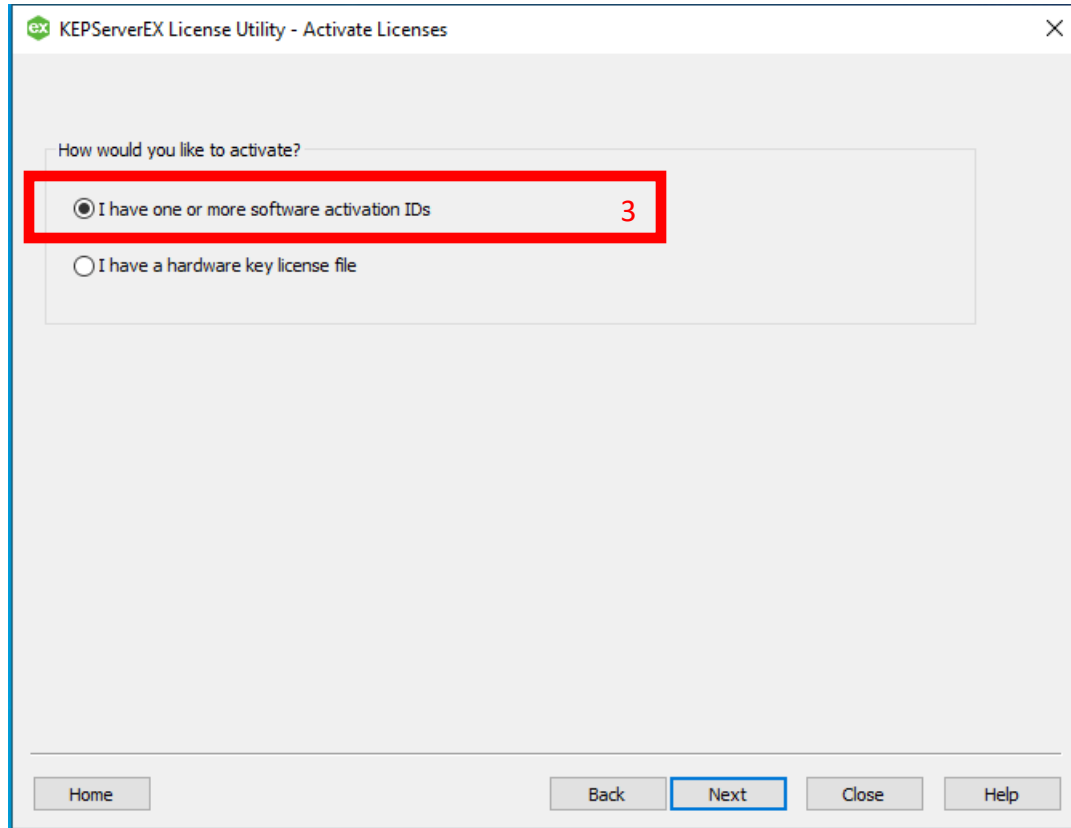 ex KEPServerEX License Utility - Activate Licenses
How would you like to activate?
I have one or more software activation IDs 3
I have a hardware key license file
Home Back Next Close Help